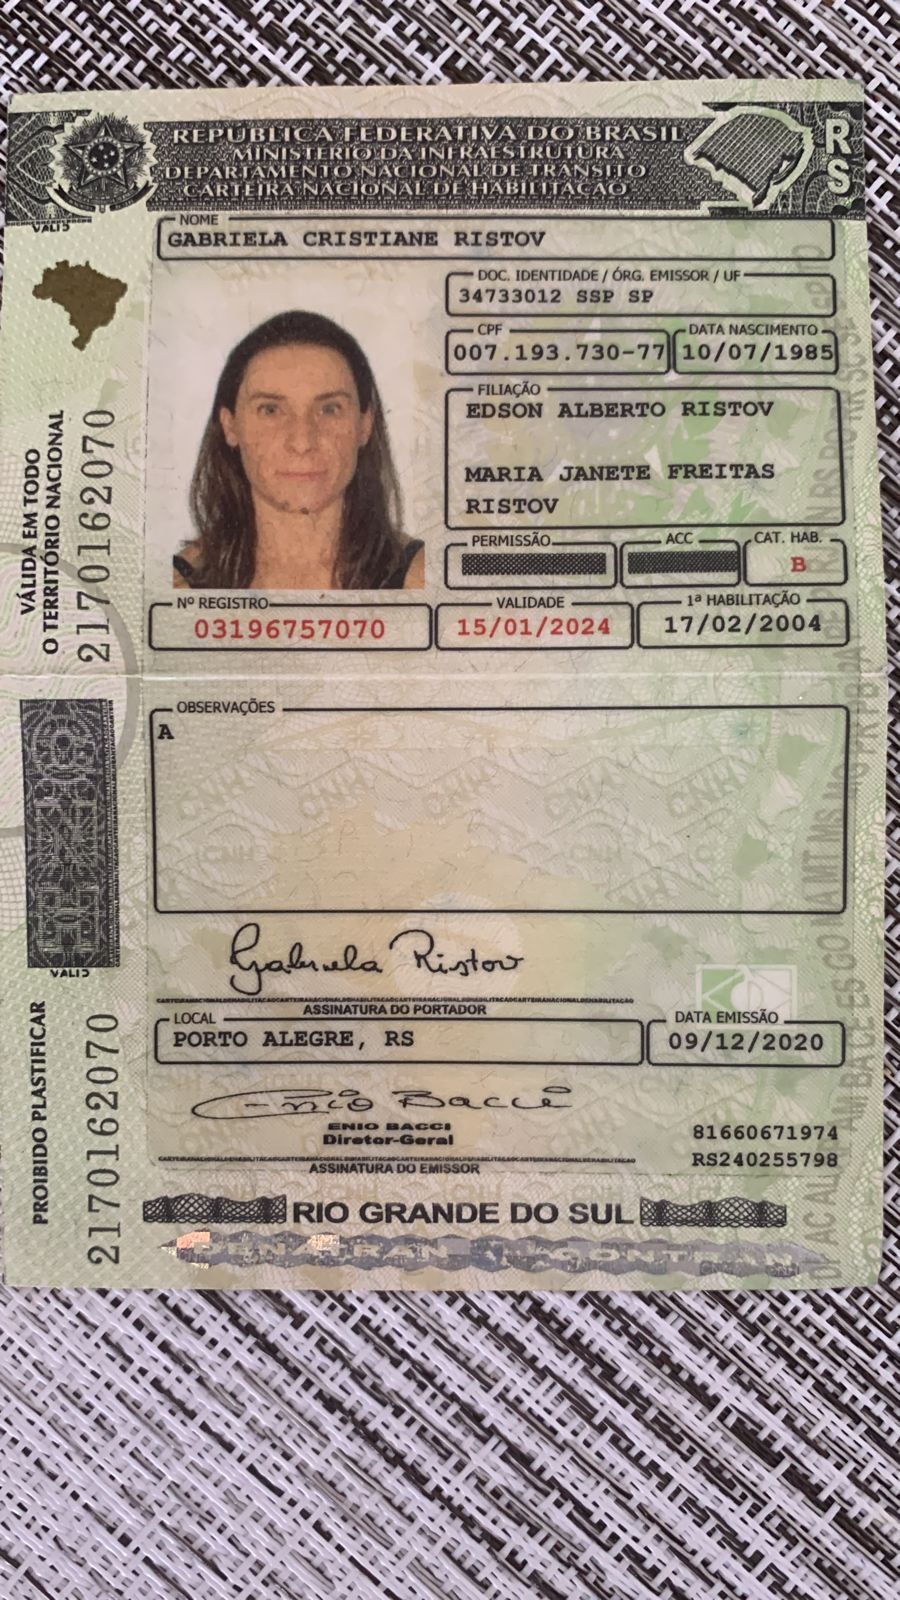 REPÚBLICA FEDERATIVA DO BRASIL
MINISTÉRIO DA INFRAESTRUTURA
DEPARTAMENTO NACIONAL DE TRÂNSITO
CARTEIRA NACIONAL DE HABILITAÇÃO
RS
VALID
NOME
GABRIELA CRISTIANE RISTOV
DOC. IDENTIDADE / ÓRG. EMISSOR / UF
34733012 SSP SP
CPF
007.193.730-77
DATA NASCIMENTO
10/07/1985
FILIAÇÃO
EDSON ALBERTO RISTOV
MARIA JANETE FREITAS
RISTOV
PERMISSÃO
ACC
CAT. HAB.
B
Nº REGISTRO
03196757070
VALIDADE
15/01/2024
1ª HABILITAÇÃO
17/02/2004
VÁLIDA EM TODO
O TERRITÓRIO NACIONAL
2170162070
OBSERVAÇÕES
A
VALID
Gabriela Ristov
ASSINATURA DO PORTADOR
LOCAL
PORTO ALEGRE, RS
DATA EMISSÃO
09/12/2020
Enio Bacci
ENIO BACCI
Diretor-Geral
81660671974
RS240255798
ASSINATURA DO EMISSOR
PROIBIDO PLASTIFICAR
2170162070
RIO GRANDE DO SUL
DENATRAN CONTRAN